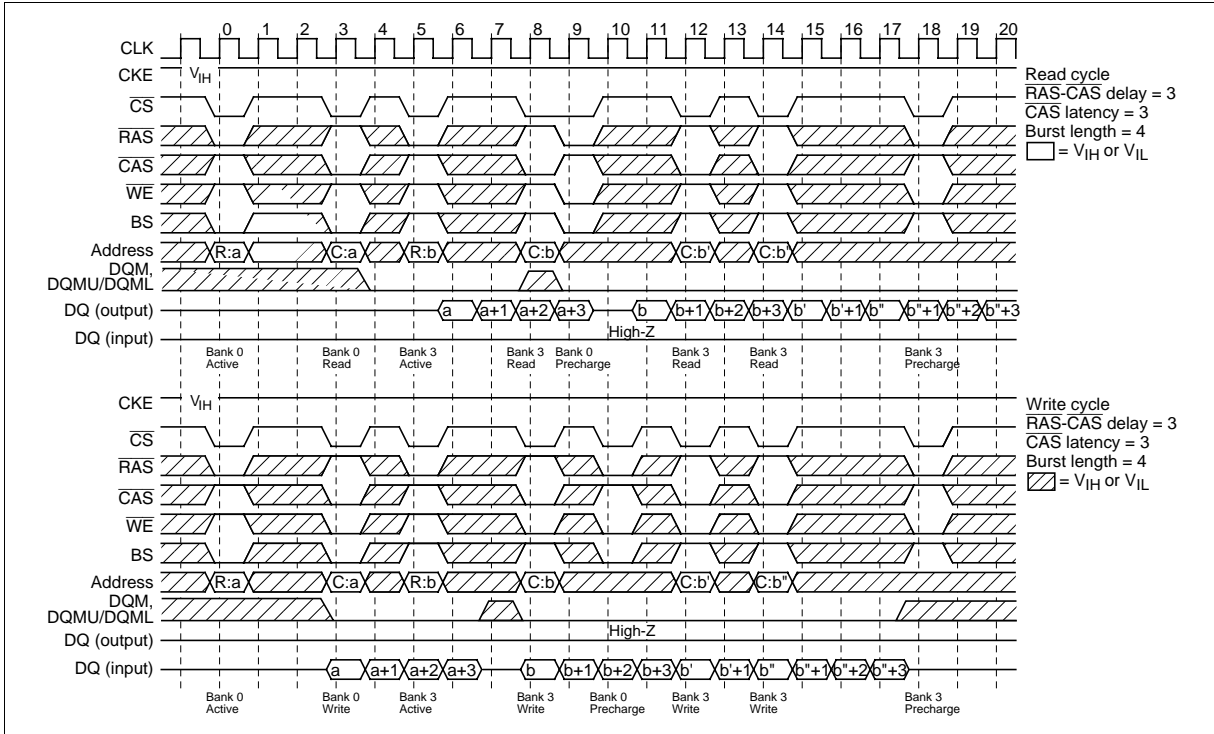 0 1 2 3 4 5 6 7 8 9 10 11 12 13 14 15 16 17 18 19 20
CLK
CKE VIH
CS
RAS
CAS
WE
BS
Address R:a C:a R:b C:b C:b' C:b"
DQM,
DQMU/DQML
DQ (output) a a+1 a+2 a+3 b b+1 b+2 b+3 b' b'+1 b" b"+1 b"+2 b"+3
High-Z
DQ (input)
Bank 0 Active
Bank 0 Read
Bank 3 Active
Bank 3 Read
Bank 0 Precharge
Bank 3 Read
Bank 3 Read
Bank 3 Precharge
Read cycle
RAS-CAS delay = 3
CAS latency = 3
Burst length = 4
= VIH or VIL
CKE VIH
CS
RAS
CAS
WE
BS
Address R:a C:a R:b C:b C:b' C:b"
DQM,
DQMU/DQML
High-Z
DQ (output)
DQ (input) a a+1 a+2 a+3 b b+1 b+2 b+3 b' b'+1 b" b"+1 b"+2 b"+3
Bank 0 Active
Bank 0 Write
Bank 3 Active
Bank 3 Write
Bank 0 Precharge
Bank 3 Write
Bank 3 Write
Bank 3 Precharge
Write cycle
RAS-CAS delay = 3
CAS latency = 3
Burst length = 4
= VIH or VIL